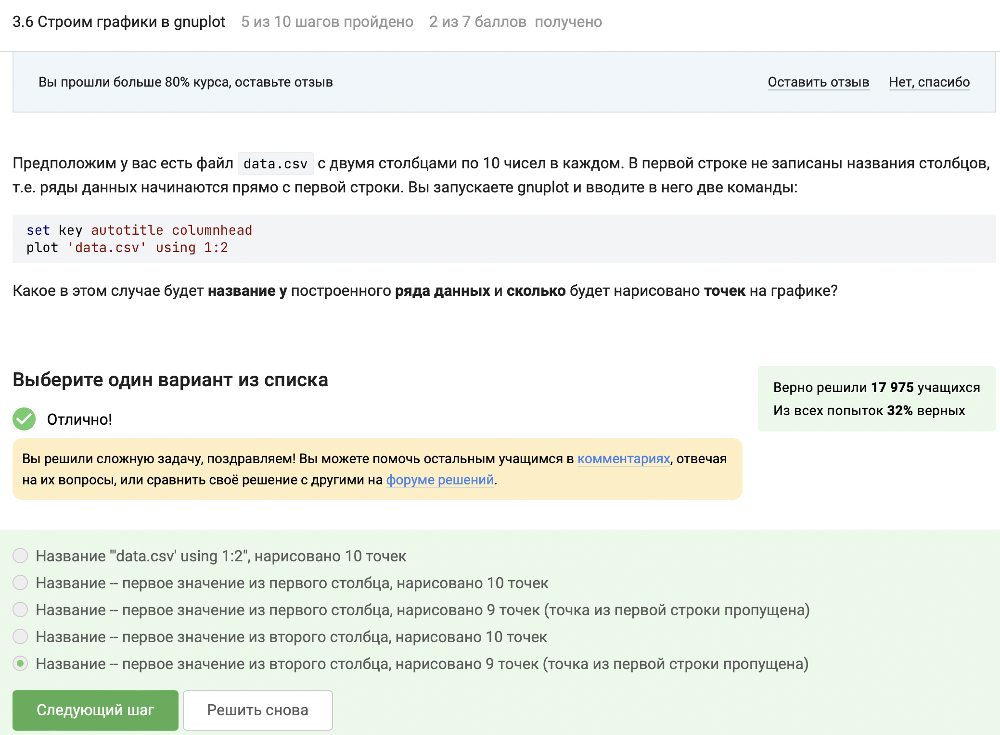 3.6 Строим графики в gnuplot 5 из 10 шагов пройдено 2 из 7 баллов получено
Вы прошли больше 80% курса, оставьте отзыв Оставить отзыв Нет, спасибо
Предположим у вас есть файл data.csv с двумя столбцами по 10 чисел в каждом. В первой строке не записаны названия столбцов,
т.е. ряды данных начинаются прямо с первой строки. Вы запускаете gnuplot и вводите в него две команды:
set key autotitle columnhead
plot 'data.csv' using 1:2
Какое в этом случае будет название у построенного ряда данных и сколько будет нарисовано точек на графике?
Выберите один вариант из списка
Верно решили 17 975 учащихся
Из всех попыток 32% верных
Отлично!
Вы решили сложную задачу, поздравляем! Вы можете помочь остальным учащимся в комментариях, отвечая
на их вопросы, или сравнить своё решение с другими на форуме решений.
Название "'data.csv' using 1:2", нарисовано 10 точек
Название -- первое значение из первого столбца, нарисовано 10 точек
Название -- первое значение из первого столбца, нарисовано 9 точек (точка из первой строки пропущена)
Название -- первое значение из второго столбца, нарисовано 10 точек
Название -- первое значение из второго столбца, нарисовано 9 точек (точка из первой строки пропущена)
Следующий шаг Решить снова